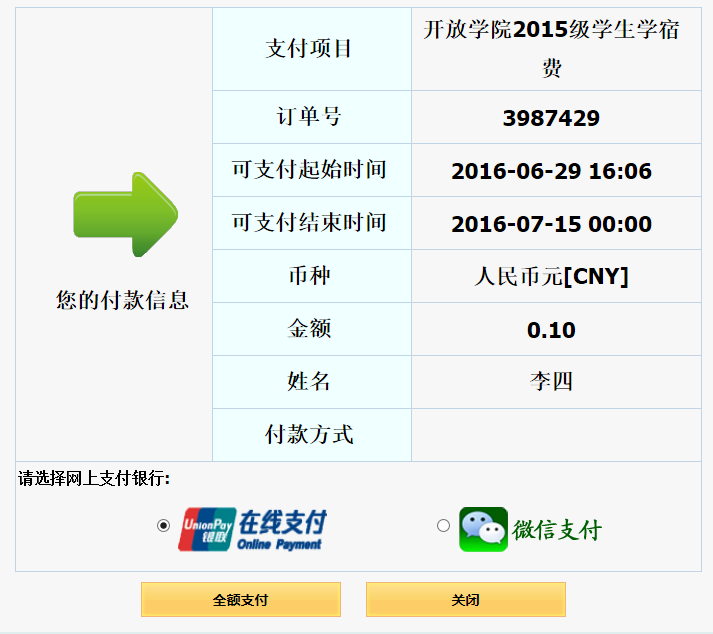 支付项目
开放学院2015级学生学宿
费
订单号
3987429
可支付起始时间
2016-06-29 16:06
可支付结束时间
2016-07-15 00:00
币种
人民币元[CNY]
金额
0.10
姓名
李四
付款方式
您的付款信息
请选择网上支付银行:
UnionPay
银联
在线支付
Online Payment
微信支付
全额支付
关闭